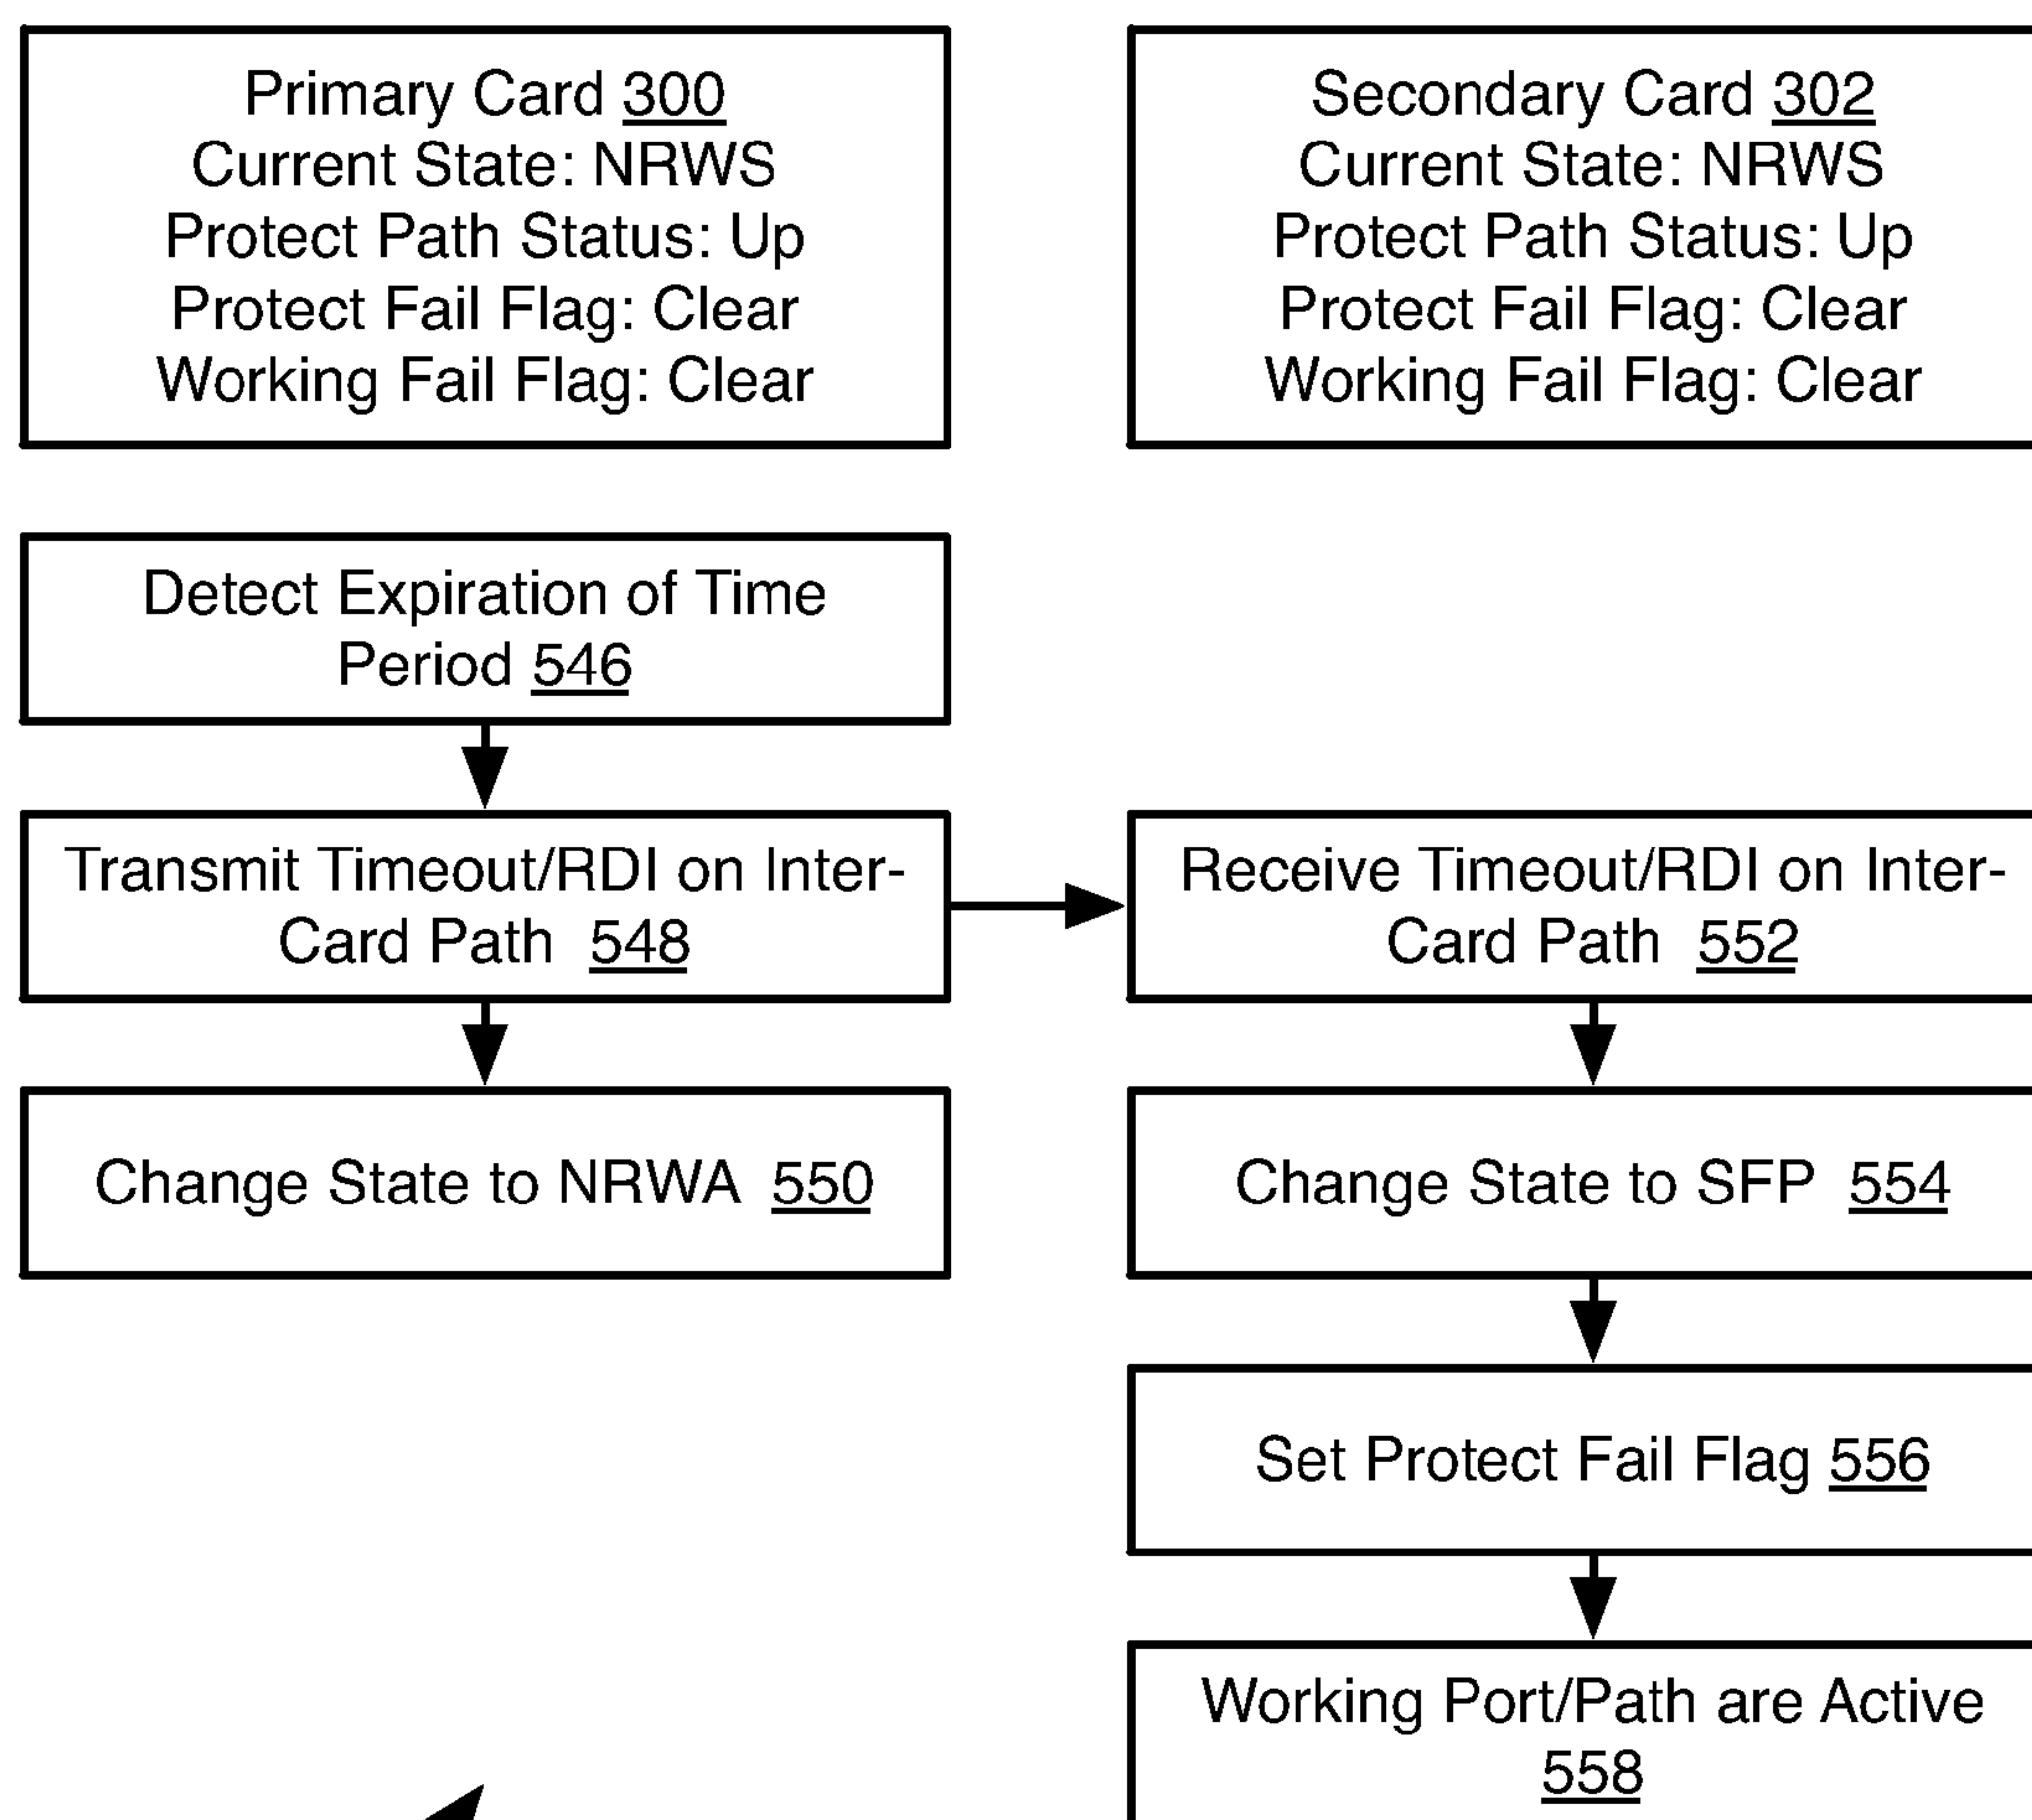 Primary Card 300
Current State: NRWS
Protect Path Status: Up
Protect Fail Flag: Clear
Working Fail Flag: Clear
Secondary Card 302
Current State: NRWS
Protect Path Status: Up
Protect Fail Flag: Clear
Working Fail Flag: Clear
Detect Expiration of Time
Period 546
Transmit Timeout/RDI on Inter-
Card Path 548
Receive Timeout/RDI on Inter-
Card Path 552
Change State to NRWA 550
Change State to SFP 554
Set Protect Fail Flag 556
Working Port/Path are Active
558